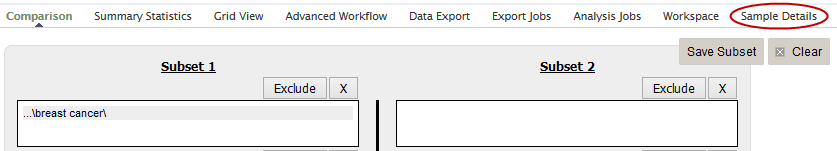 Comparison Summary Statistics Grid View Advanced Workflow Data Export Export Jobs Analysis Jobs Workspace Sample Details
Save Subset Clear
Subset 1 Subset 2
Exclude X Exclude X
...\breast cancer\